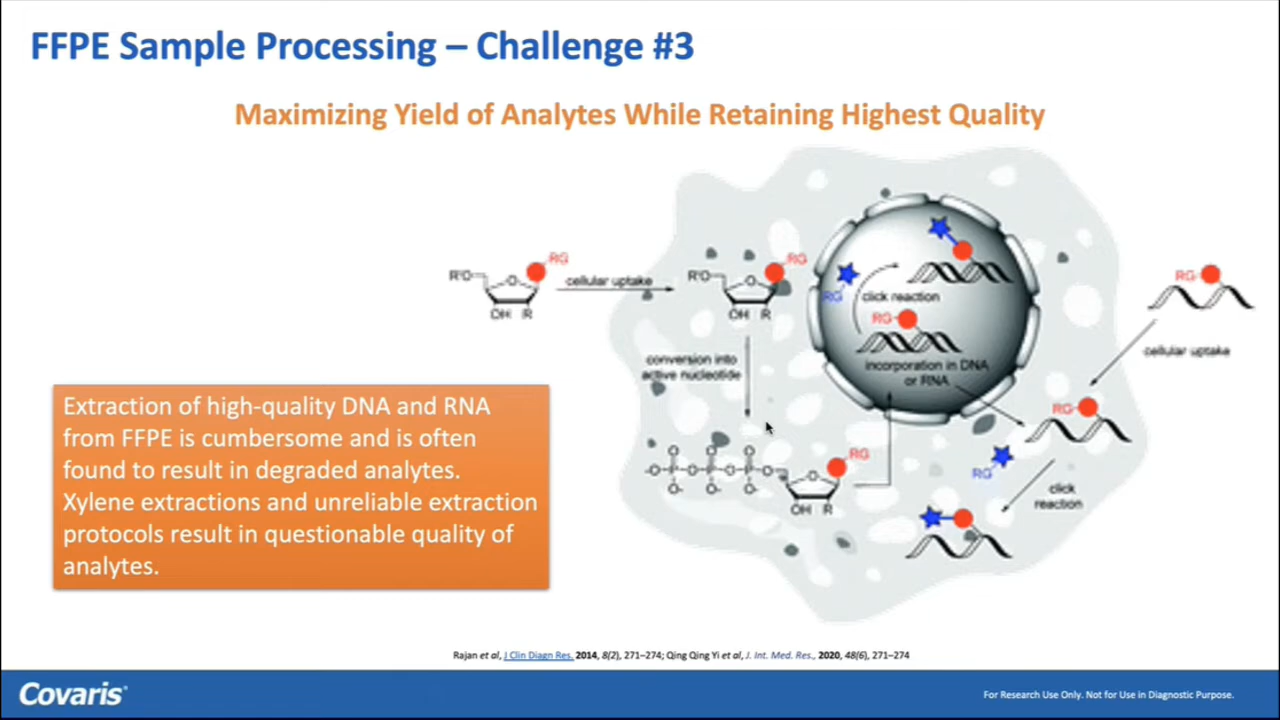 FFPE Sample Processing – Challenge #3
Maximizing Yield of Analytes While Retaining Highest Quality
RG
R'O
O
OH R
cellular uptake
RG
R'O
O
OH R
conversion into
active nucleotide
O O O
-O P O P O P O
O- O- O-
RG
O
OH R
RG
click reaction
RG
incorporation in DNA
or RNA
RG
cellular uptake
RG
RG
click
reaction
Extraction of high-quality DNA and RNA
from FFPE is cumbersome and is often
found to result in degraded analytes.
Xylene extractions and unreliable extraction
protocols result in questionable quality of
analytes.
Rajan et al, J Clin Diagn Res. 2014, 8(2), 271–274; Qing Qing Yi et al, J. Int. Med. Res., 2020, 48(6), 271–274
Covaris®
For Research Use Only. Not for Use in Diagnostic Purpose.